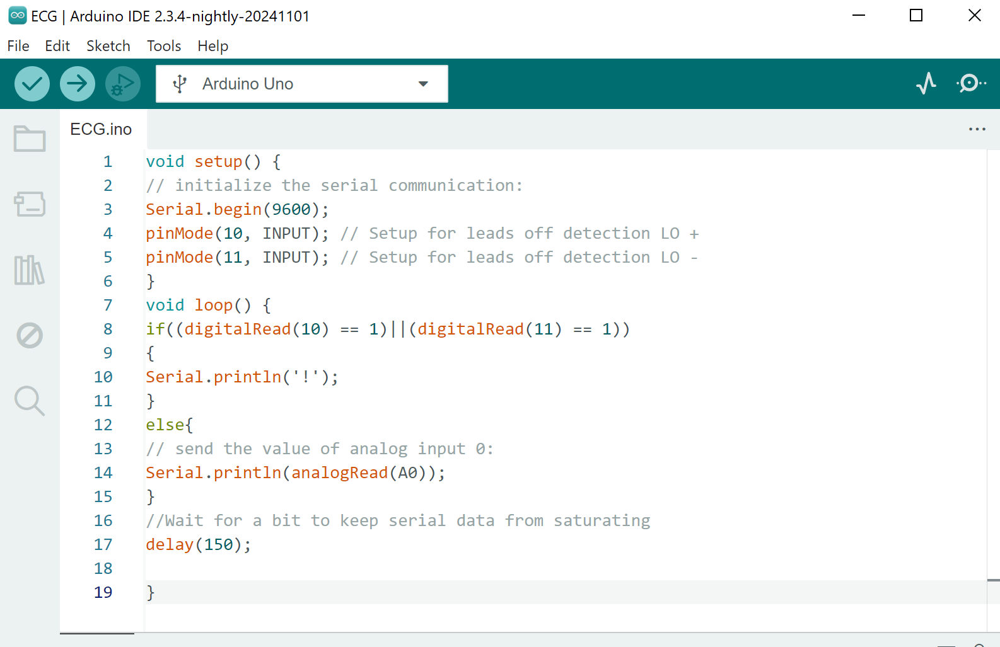 ECG | Arduino IDE 2.3.4-nightly-20241101
File Edit Sketch Tools Help
Arduino Uno
ECG.ino
1 void setup() {
2 // initialize the serial communication:
3 Serial.begin(9600);
4 pinMode(10, INPUT); // Setup for leads off detection LO +
5 pinMode(11, INPUT); // Setup for leads off detection LO -
6 }
7 void loop() {
8 if((digitalRead(10) == 1)||(digitalRead(11) == 1))
9 {
10 Serial.println('!');
11 }
12 else{
13 // send the value of analog input 0:
14 Serial.println(analogRead(A0));
15 }
16 //Wait for a bit to keep serial data from saturating
17 delay(150);
18
19 }